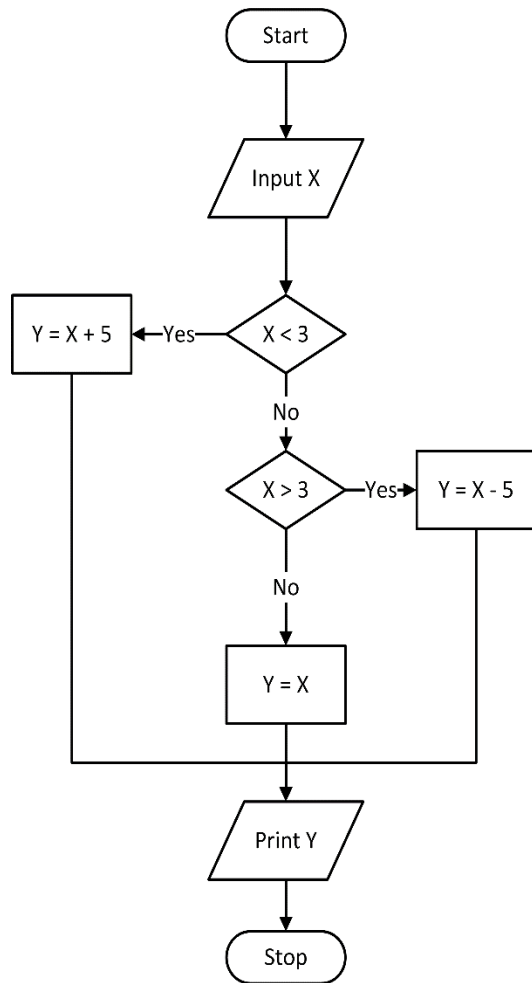 Start
Input X
X < 3
Yes
Y = X + 5
No
X > 3
Yes
Y = X - 5
No
Y = X
Print Y
Stop